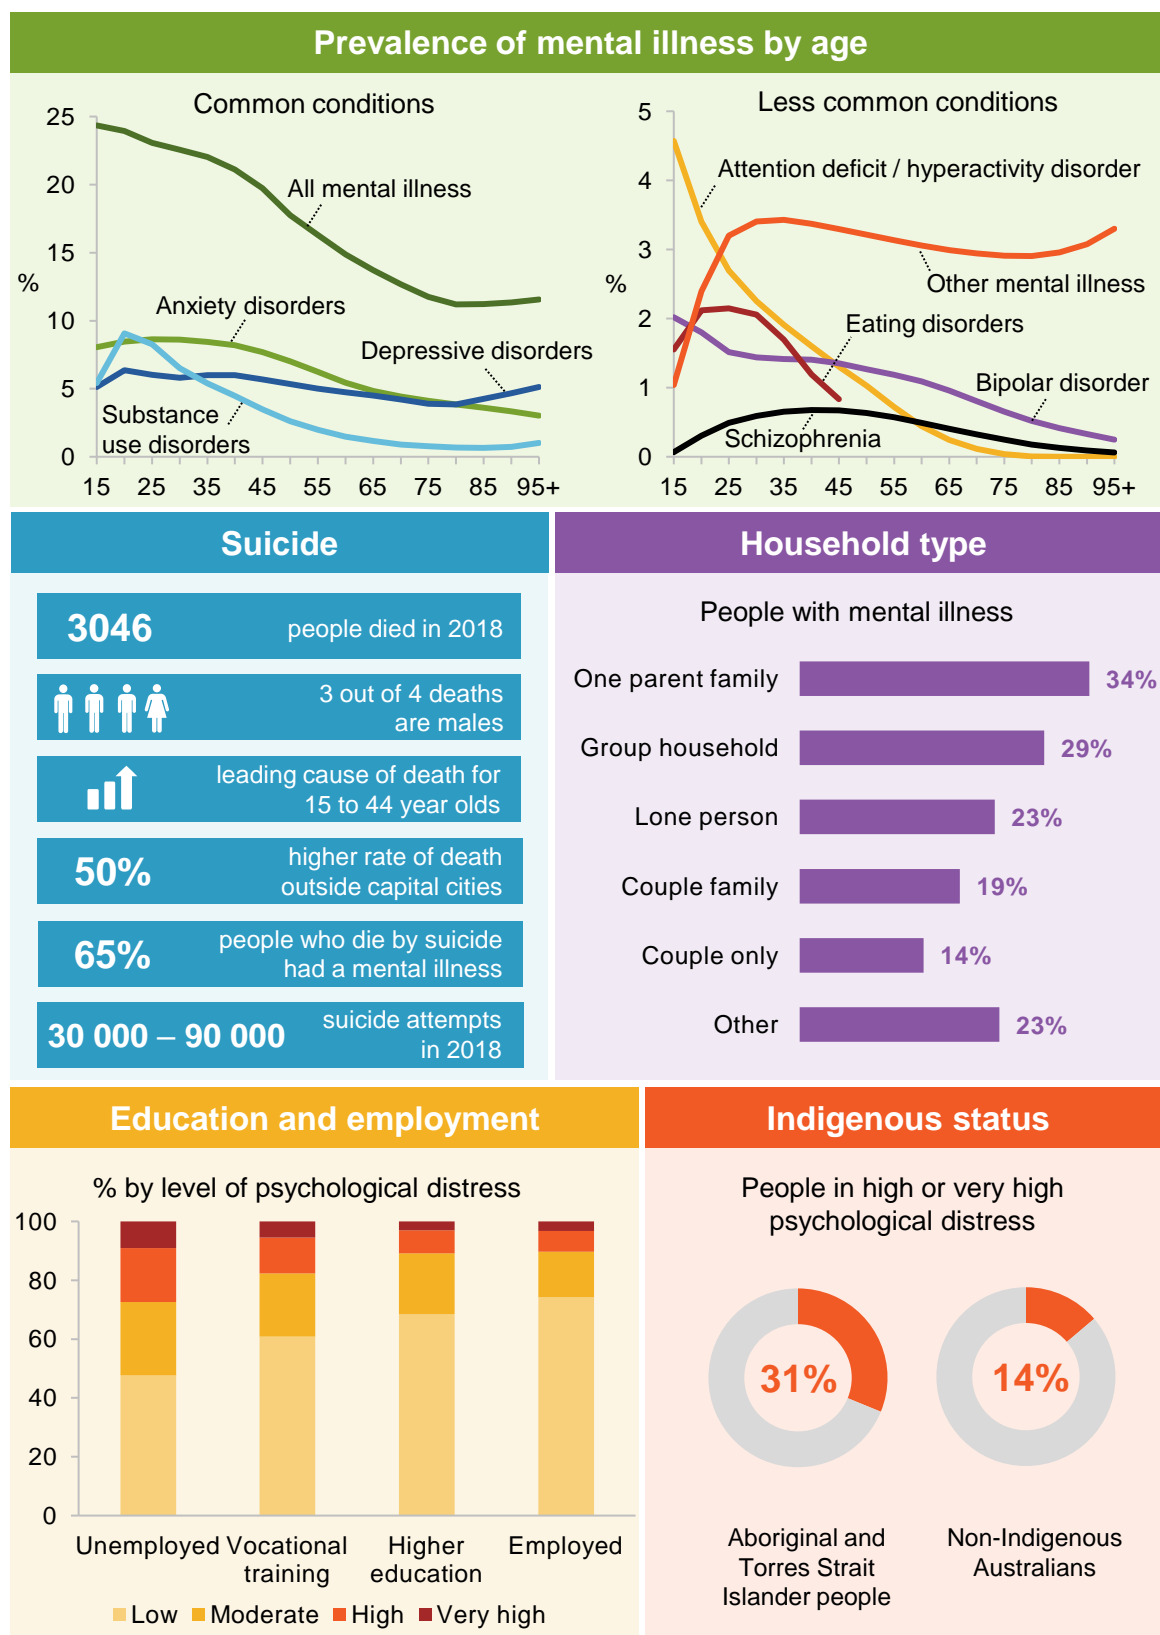 Prevalence of mental illness by age
Common conditions
25
20
15
10
5
0
%
All mental illness
Anxiety disorders
Depressive disorders
Substance
use disorders
15 25 35 45 55 65 75 85 95+
Less common conditions
5
4
3
2
1
0
%
Attention deficit / hyperactivity disorder
Other mental illness
Eating disorders
Bipolar disorder
Schizophrenia
15 25 35 45 55 65 75 85 95+
Suicide
3046 people died in 2018
3 out of 4 deaths
are males
leading cause of death for
15 to 44 year olds
50% higher rate of death
outside capital cities
65% people who die by suicide
had a mental illness
30 000 – 90 000 suicide attempts
in 2018
Household type
People with mental illness
One parent family 34%
Group household 29%
Lone person 23%
Couple family 19%
Couple only 14%
Other 23%
Education and employment
% by level of psychological distress
100
80
60
40
20
0
Unemployed Vocational Higher Employed
training education
Low Moderate High Very high
Indigenous status
People in high or very high
psychological distress
31% 14%
Aboriginal and
Torres Strait
Islander people
Non-Indigenous
Australians